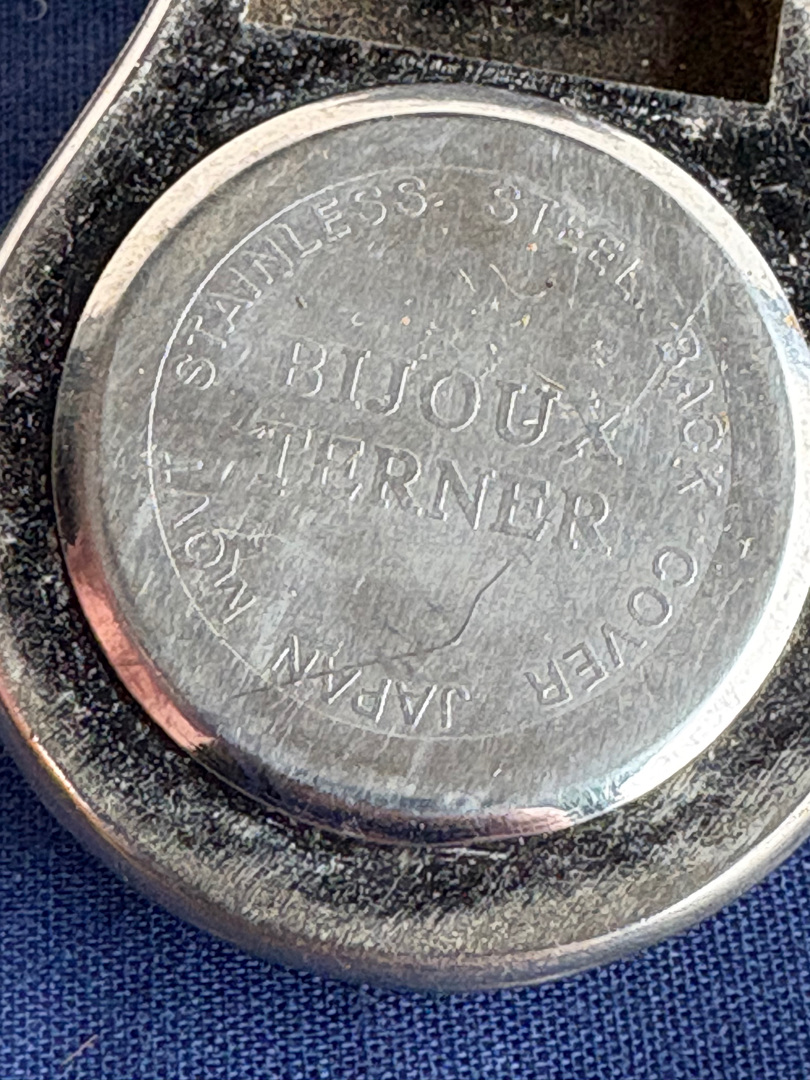 BIJOUX
TERNER
STAINLESS STEEL BACK COVER JAPAN MOVT